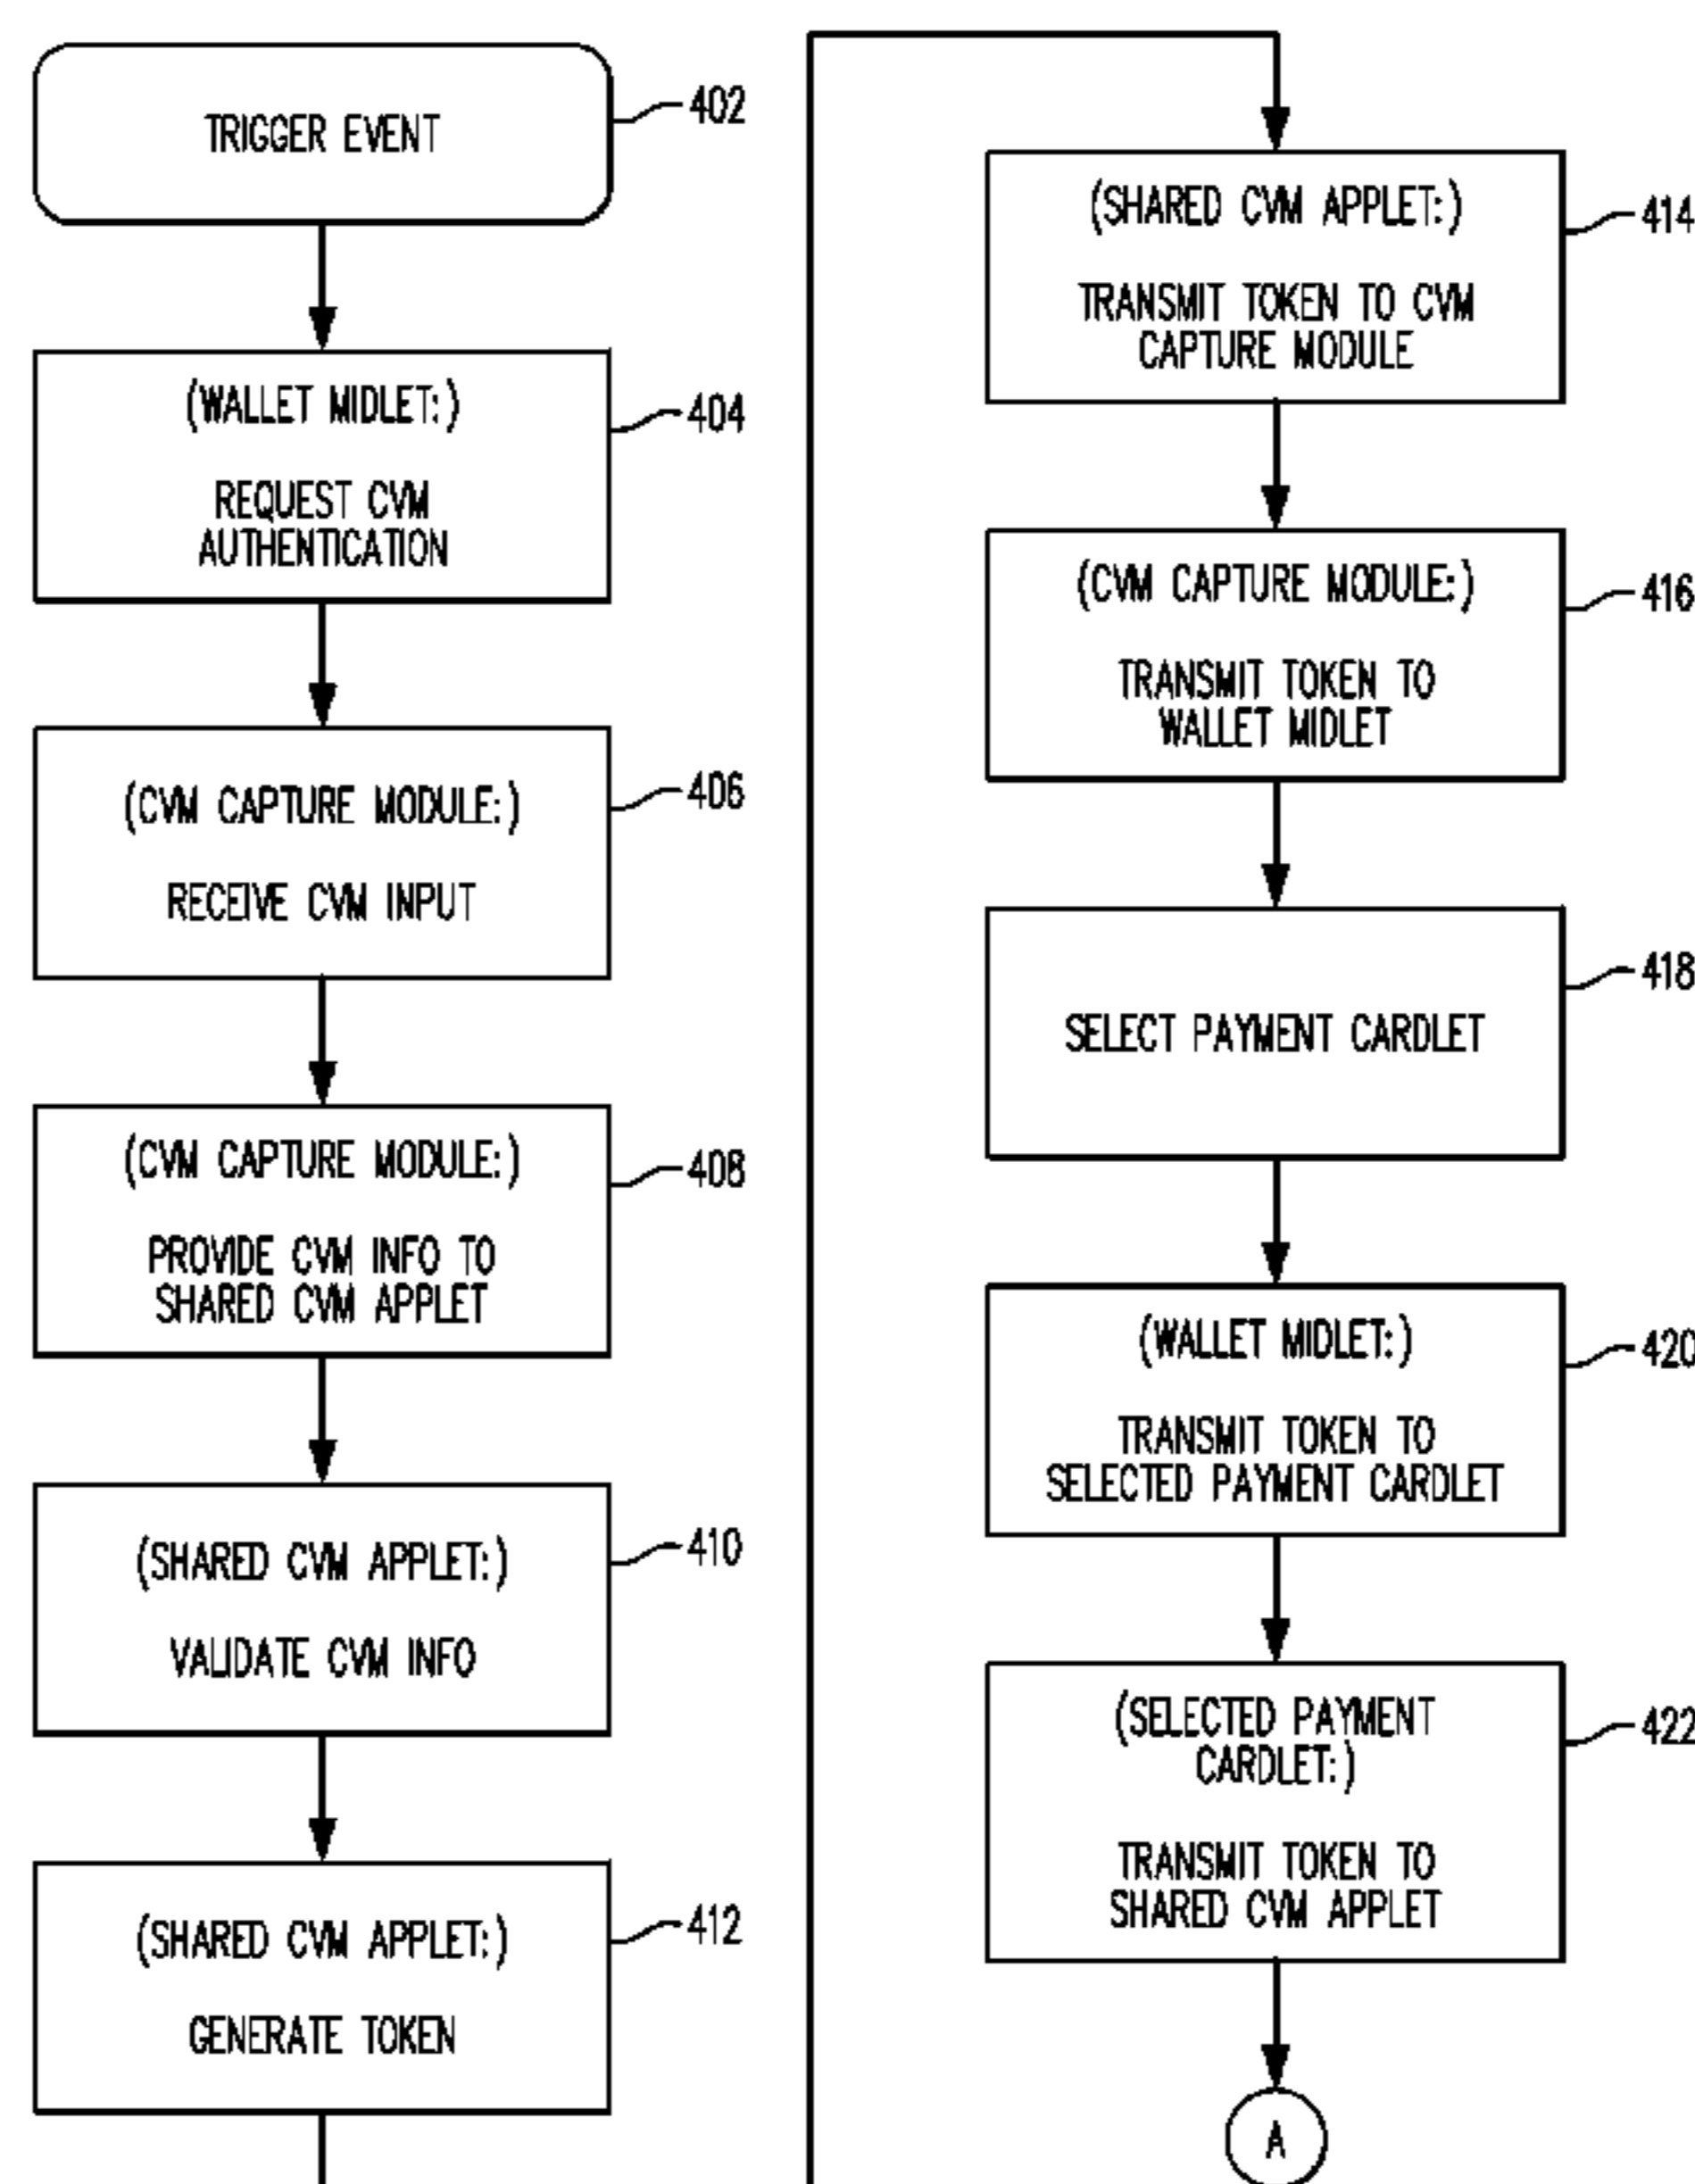 TRIGGER EVENT
402
(WALLET MIDLET:)
REQUEST CVM
AUTHENTICATION
404
(CVM CAPTURE MODULE:)
RECEIVE CVM INPUT
406
(CVM CAPTURE MODULE:)
PROVIDE CVM INFO TO
SHARED CVM APPLET
408
(SHARED CVM APPLET:)
VALIDATE CVM INFO
410
(SHARED CVM APPLET:)
GENERATE TOKEN
412
(SHARED CVM APPLET:)
TRANSMIT TOKEN TO CVM
CAPTURE MODULE
414
(CVM CAPTURE MODULE:)
TRANSMIT TOKEN TO
WALLET MIDLET
416
SELECT PAYMENT CARDLET
418
(WALLET MIDLET:)
TRANSMIT TOKEN TO
SELECTED PAYMENT CARDLET
420
(SELECTED PAYMENT
CARDLET:)
TRANSMIT TOKEN TO
SHARED CVM APPLET
422
A